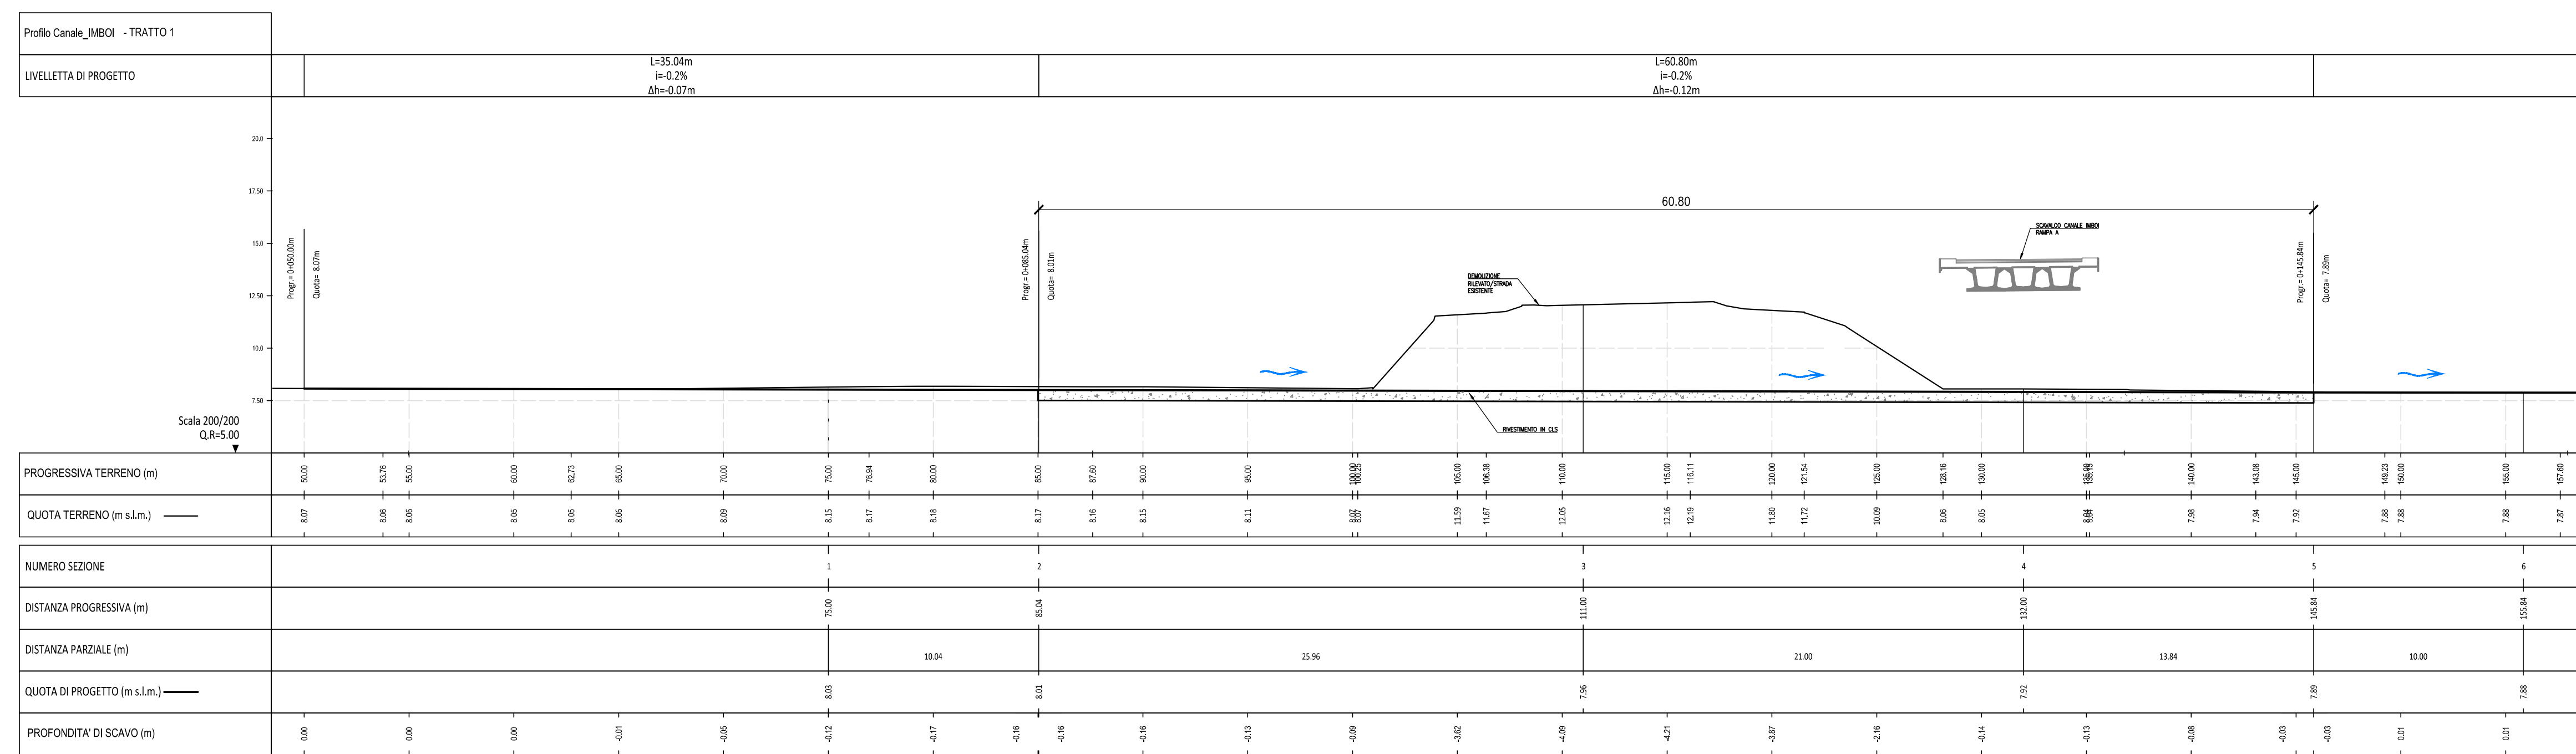 Profilo Canale_IMBOI - TRATTO 1
LIVELLETTA DI PROGETTO
L=35.04m
i=-0.2%
Δh=-0.07m
L=60.80m
i=-0.2%
Δh=-0.12m
20.0
17.50
15.0
12.50
10.0
7.50
Scala 200/200
Q.R=5.00
Progr.= 0+050.00m
Quota= 8.07m
Progr.= 0+085.04m
Quota= 8.01m
60.80
DEMOLIZIONE
RILEVATO/STRADA
ESISTENTE
SCAVALCO CANALE IMBOI
RAMPA A
Progr.= 0+145.84m
Quota= 7.89m
RIVESTIMENTO IN CLS
PROGRESSIVA TERRENO (m)
50.00 53.76 55.00 60.00 62.73 65.00 70.00 75.00 76.94 80.00 85.00 87.60 90.00 95.00 100.00 100.25 105.00 106.38 110.00 115.00 116.11 120.00 121.54 125.00 128.16 130.00 140.00 143.08 145.00 149.23 150.00 155.00 157.60
QUOTA TERRENO (m s.l.m.)
8.07 8.06 8.06 8.05 8.05 8.06 8.09 8.15 8.17 8.18 8.17 8.16 8.15 8.11 8.07 8.07 11.59 11.67 12.05 12.16 12.19 11.80 11.72 10.09 8.06 8.05 7.98 7.94 7.92 7.88 7.88 7.88 7.87
NUMERO SEZIONE
1 2 3 4 5 6
DISTANZA PROGRESSIVA (m)
75.00 85.04 111.00 132.00 145.84 155.84
DISTANZA PARZIALE (m)
10.04 25.96 21.00 13.84 10.00
QUOTA DI PROGETTO (m s.l.m.)
8.03 8.01 7.96 7.92 7.89 7.88
PROFONDITA' DI SCAVO (m)
0.00 0.00 0.00 -0.01 -0.05 -0.12 -0.17 -0.16 -0.16 -0.16 -0.13 -0.09 -3.62 -4.09 -4.21 -3.87 -2.16 -0.14 -0.13 -0.08 -0.03 -0.03 0.01 0.01